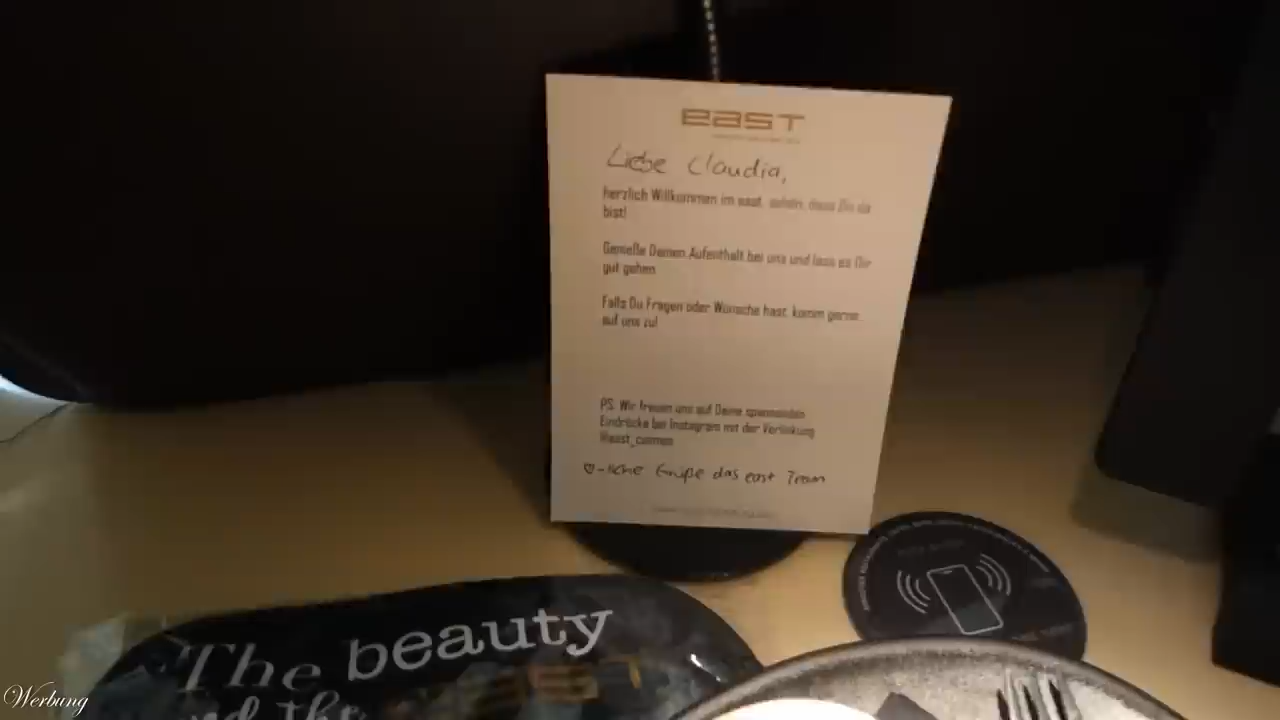 east
Liebe Claudia,
herzlich Willkommen im east, schön, dass Du da
bist!
Genieße Deinen Aufenthalt bei uns und lass es Dir
gut gehen
Falls Du Fragen oder Wünsche hast, komm gerne
auf uns zu!
PS. Wir freuen uns auf Deine spannenden
Eindrücke bei Instagram mit der Verlinkung
♡-liche Grüße das east Team
The beauty
and the
Werbung